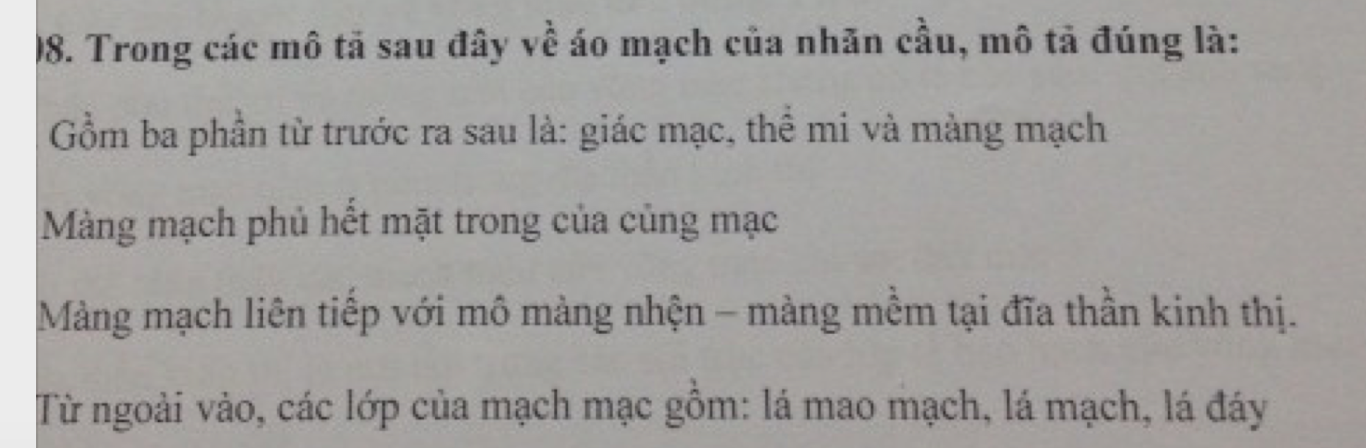 )8. Trong các mô tả sau đây về áo mạch của nhãn cầu, mô tả đúng là:
Gồm ba phần từ trước ra sau là: giác mạc, thể mi và màng mạch
Màng mạch phủ hết mặt trong của củng mạc
Màng mạch liên tiếp với mô màng nhện – màng mềm tại đĩa thần kinh thị.
Từ ngoài vào, các lớp của mạch mạc gồm: lá mao mạch, lá mạch, lá đáy